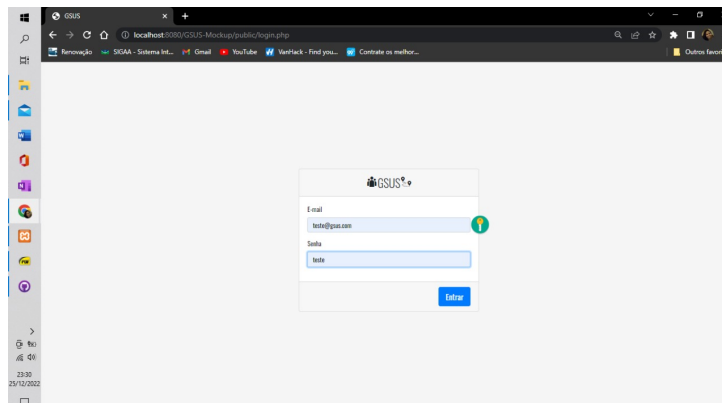 GSUS
localhost:8080/GSUS-Mockup/public/login.php
Renovação SIGAA - Sistema Int... Gmail YouTube VanHack - Find you... Contrate os melhor... Outros favori
GSUS
E-mail
teste@gsus.com
Senha
teste
Entrar
23:30
25/12/2022